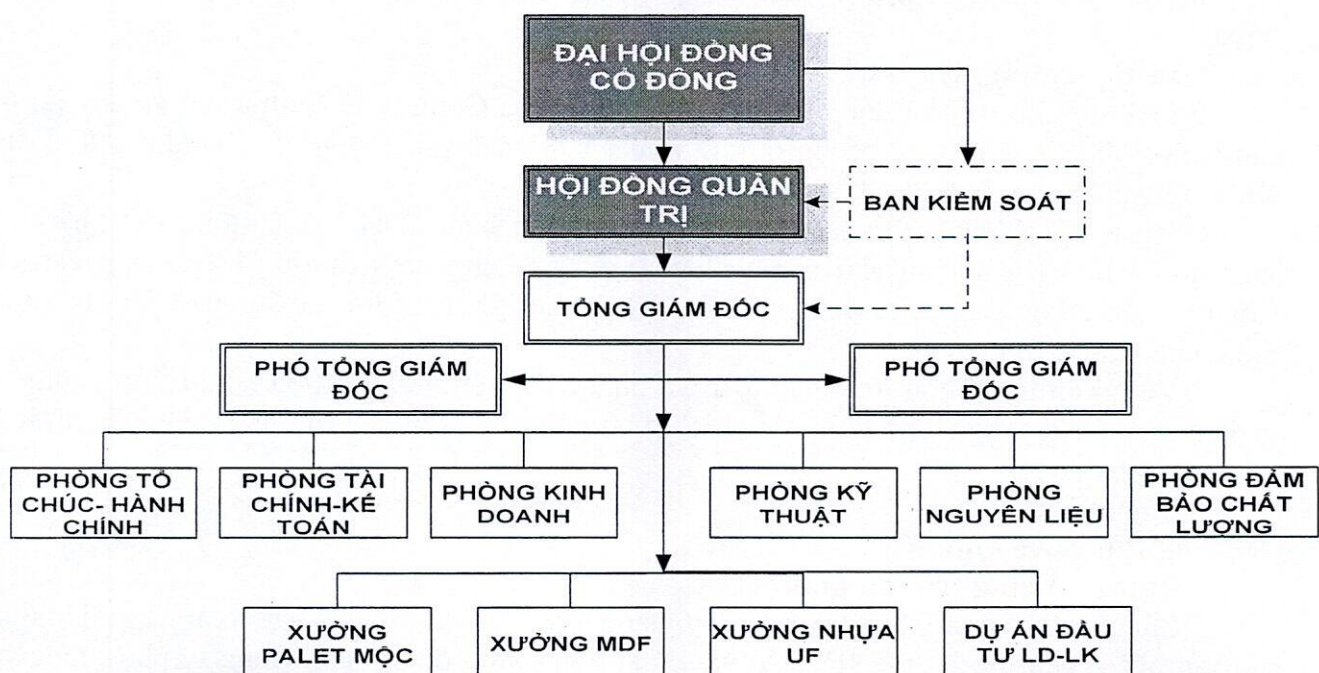 ĐẠI HỘI ĐỒNG
CỔ ĐÔNG
HỘI ĐỒNG QUẢN
TRỊ
BAN KIỂM SOÁT
TỔNG GIÁM ĐỐC
PHÓ TỔNG GIÁM
ĐỐC
PHÓ TỔNG GIÁM
ĐỐC
PHÒNG TỔ
CHÚC- HÀNH
CHÍNH
PHÒNG TÀI
CHÍNH-KẾ
TOÁN
PHÒNG KINH
DOANH
PHÒNG KỸ
THUẬT
PHÒNG
NGUYÊN LIỆU
PHÒNG ĐẢM
BẢO CHẤT
LƯỢNG
XƯỞNG
PALET MỘC
XƯỞNG MDF
XƯỞNG NHỰA
UF
DỰ ÁN ĐẦU
TƯ LD-LK